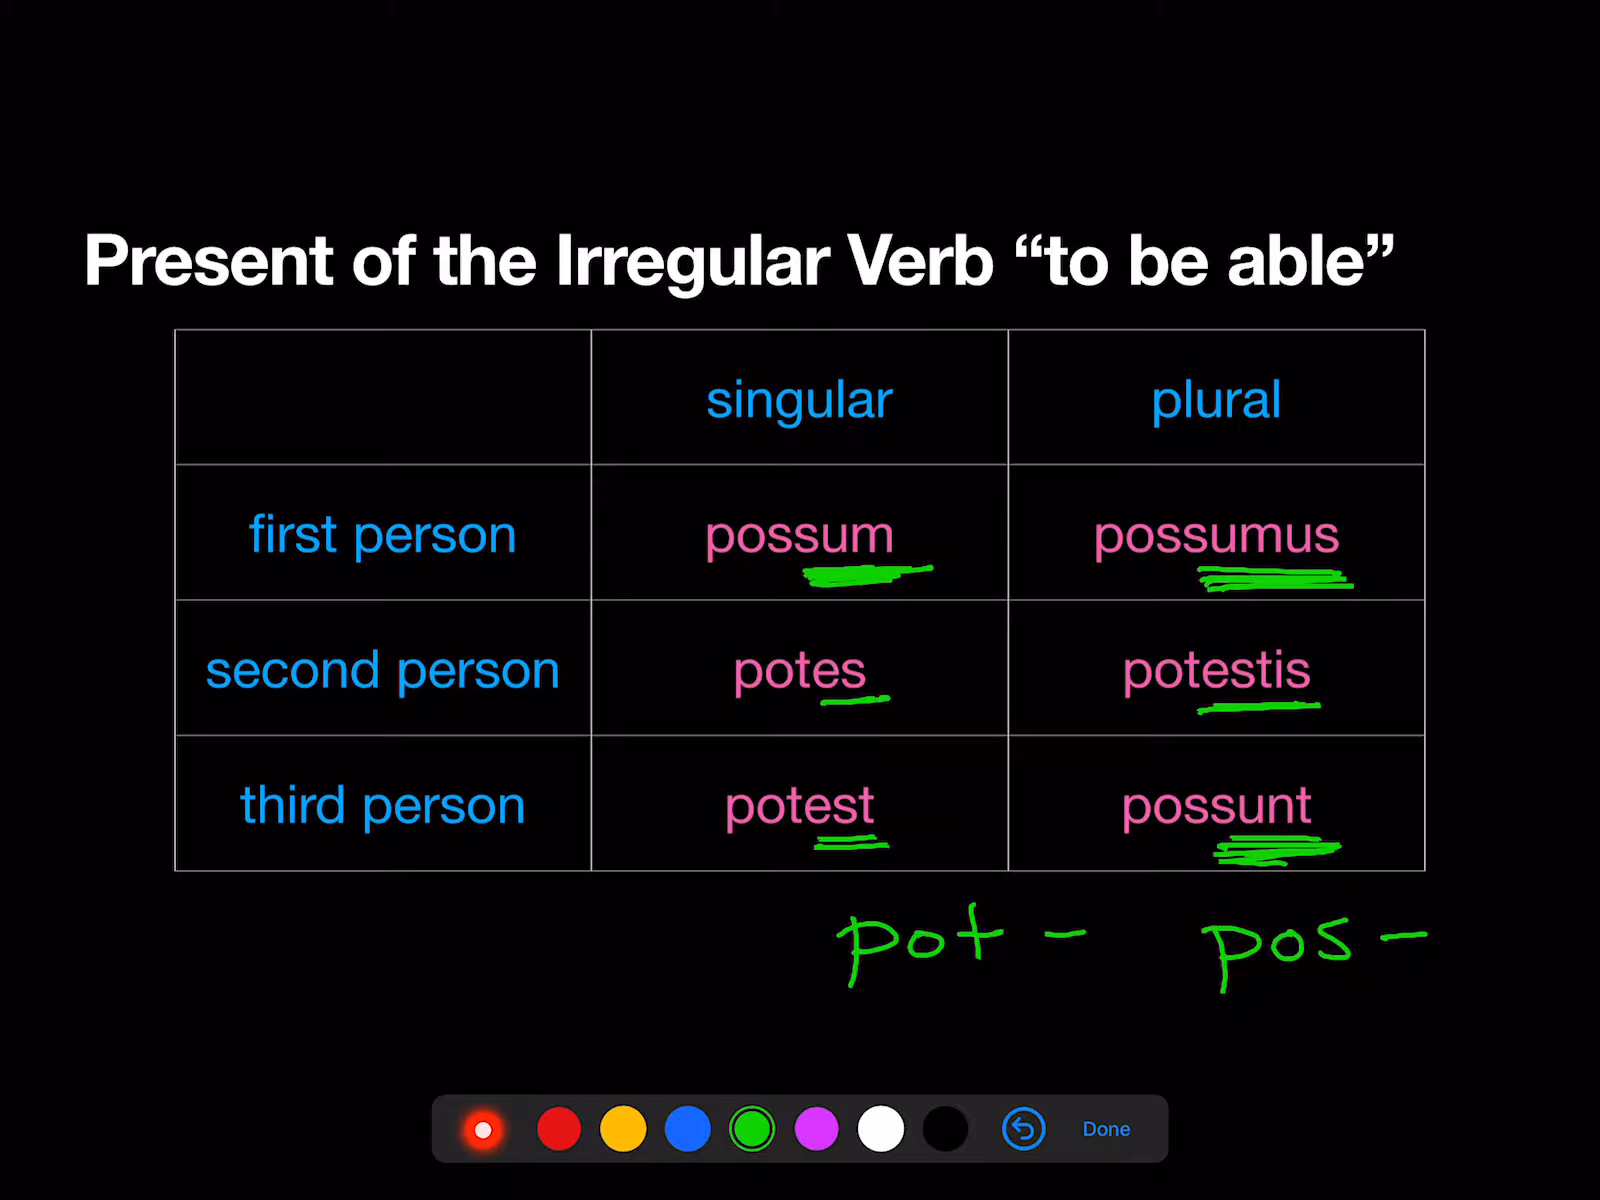 Present of the Irregular Verb “to be able”
singular plural
first person possum possumus
second person potes potestis
third person potest possunt
pot - pos -
Done